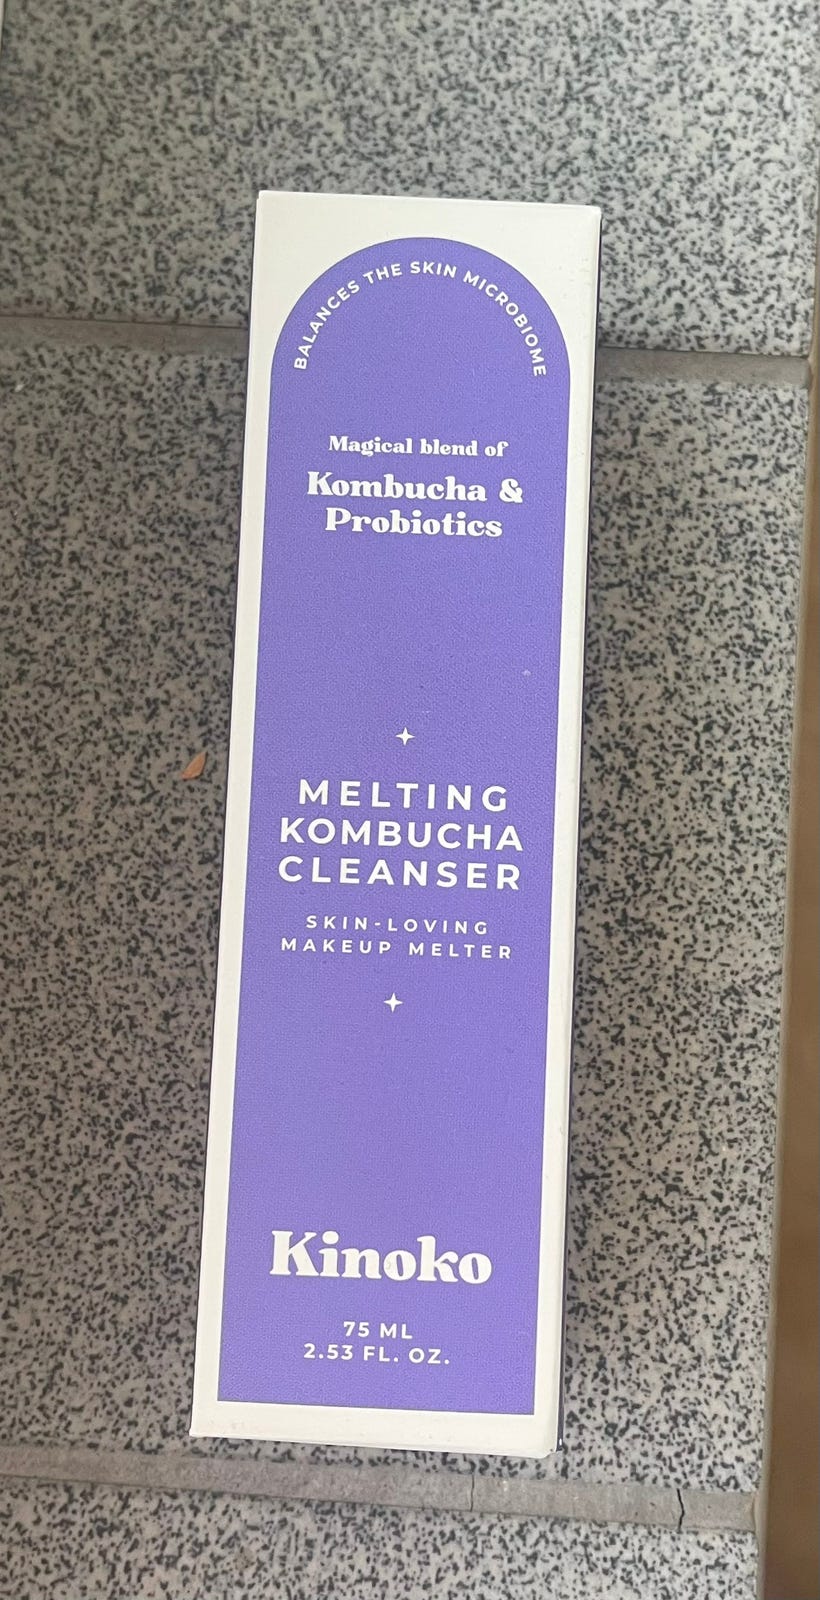 BALANCES THE SKIN MICROBIOME
Magical blend of
Kombucha &
Probiotics
MELTING
KOMBUCHA
CLEANSER
SKIN-LOVING
MAKEUP MELTER
Kinoko
75 ML
2.53 FL. OZ.